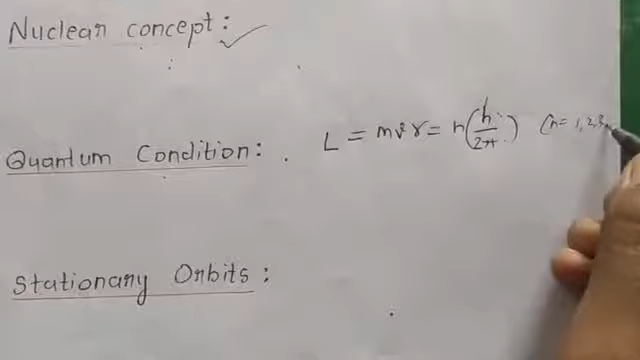 Nuclear concept:
Quantum Condition: L = mvr = n(h/2π) (n= 1, 2, 3,
Stationary Orbits: